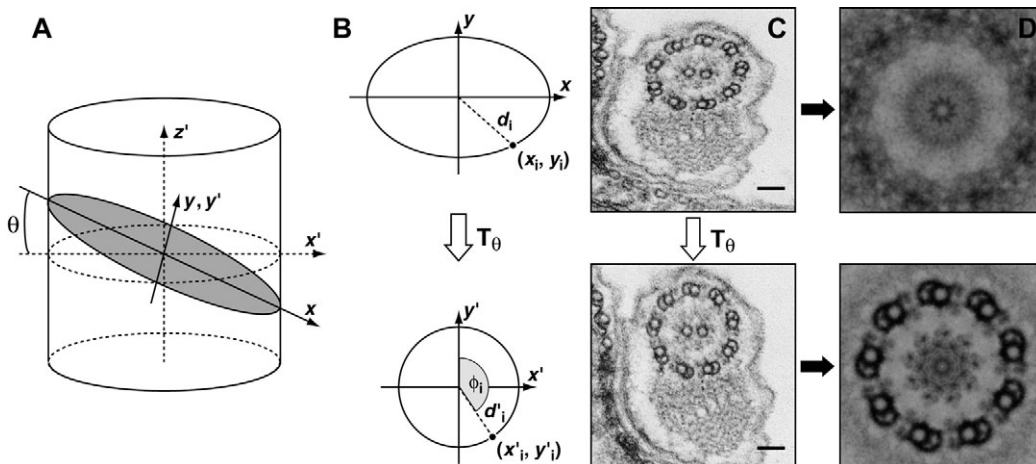 A
z'
y, y'
θ
x'
x
B
y
x
d_i
(x_i, y_i)
T_θ
y'
x'
ϕ_i
d'_i
(x'_i, y'_i)
C
T_θ
D